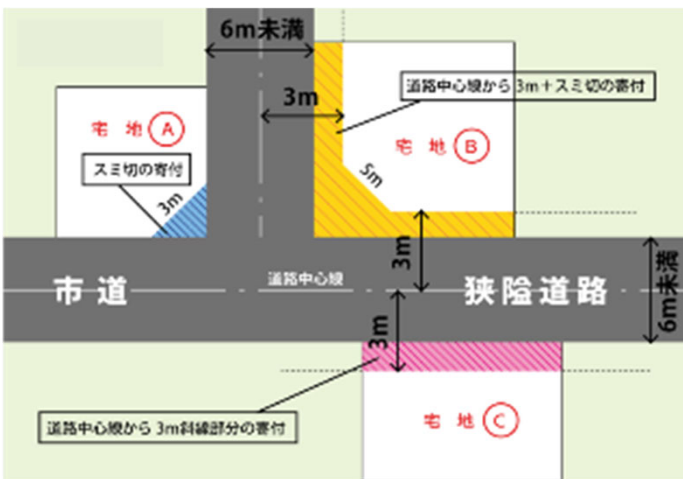 6m未満
3m
道路中心線から3m+スミ切の寄付
宅 地 A
宅 地 B
スミ切の寄付
3m
5m
3m
市 道
道路中心線
狭隘道路
6m未満
3m
宅 地 C
道路中心線から3m斜線部分の寄付